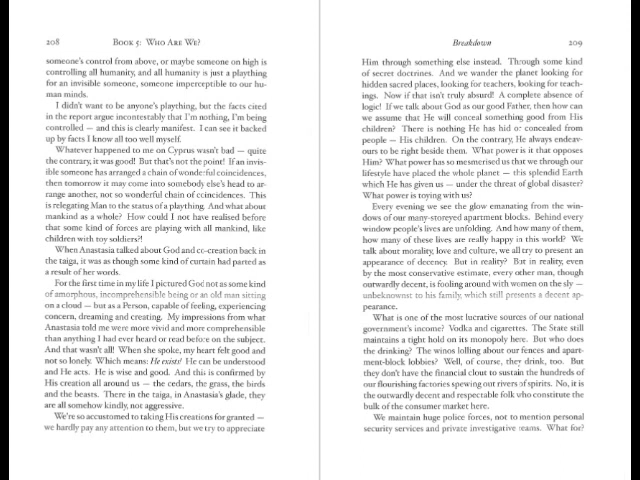 208 BOOK 5: WHO ARE WE?
someone's control from above, or maybe someone on high is
controlling all humanity, and all humanity is just a plaything
for an invisible someone, someone imperceptible to our hu-
man minds.
I didn't want to be anyone's plaything, but the facts cited
in the report argue incontestably that I'm nothing, I'm being
controlled — and this is clearly manifest. I can see it backed
up by facts I know all too well myself.
Whatever happened to me on Cyprus wasn't bad — quite
the contrary, it was good! But that's not the point! If an invis-
ible someone has arranged a chain of wonderful coincidences,
then tomorrow it may come into somebody else's head to ar-
range another, not so wonderful chain of coincidences. This
is relegating Man to the status of a plaything. And what about
mankind as a whole? How could I not have realised before
that some kind of forces are playing with all mankind, like
children with toy soldiers?!
When Anastasia talked about God and co-creation back in
the taiga, it was as though some kind of curtain had parted as
a result of her words.
For the first time in my life I pictured God not as some kind
of amorphous, incomprehensible being or an old man sitting
on a cloud — but as a Person, capable of feeling, experiencing
concern, dreaming and creating. My impressions from what
Anastasia told me were more vivid and more comprehensible
than anything I had ever heard or read before on the subject.
And that wasn't all! When she spoke, my heart felt good and
not so lonely. Which means: He exists! He can be understood
and He acts. He is wise and good. And this is confirmed by
His creation all around us — the cedars, the grass, the birds
and the beasts. There in the taiga, in Anastasia's glade, they
are all somehow kindly, not aggressive.
We're so accustomed to taking His creations for granted —
we hardly pay any attention to them, but we try to appreciate
Breakdown 209
Him through something else instead. Through some kind
of secret doctrines. And we wander the planet looking for
hidden sacred places, looking for teachers, looking for teach-
ings. Now if that isn't truly absurd! A complete absence of
logic! If we talk about God as our good Father, then how can
we assume that He will conceal something good from His
children? There is nothing He has hid or concealed from
people — His children. On the contrary, He always endeav-
ours to be right beside them. What power is it that opposes
Him? What power has so mesmerised us that we through our
lifestyle have placed the whole planet — this splendid Earth
which He has given us — under the threat of global disaster?
What power is toying with us?
Every evening we see the glow emanating from the win-
dows of our many-storeyed apartment blocks. Behind every
window people's lives are unfolding. And how many of them,
how many of these lives are really happy in this world? We
talk about morality, love and culture, we all try to present an
appearance of decency. But in reality? But in reality, even
by the most conservative estimate, every other man, though
outwardly decent, is fooling around with women on the sly —
unbeknownst to his family, which still presents a decent ap-
pearance.
What is one of the most lucrative sources of our national
government's income? Vodka and cigarettes. The State still
maintains a tight hold on its monopoly here. But who does
the drinking? The winos lolling about our fences and apart-
ment-block lobbies? Well, of course, they drink, too. But
they don't have the financial clout to sustain the hundreds of
our flourishing factories spewing out rivers of spirits. No, it is
the outwardly decent and respectable folk who constitute the
bulk of the consumer market here.
We maintain huge police forces, not to mention personal
security services and private investigative teams. What for?